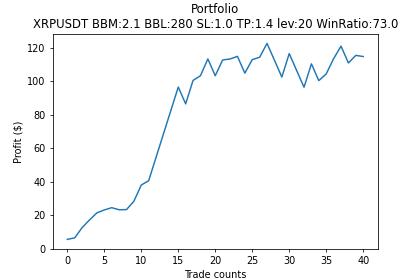 Portfolio
XRPUSDT BBM:2.1 BBL:280 SL:1.0 TP:1.4 lev:20 WinRatio:73.0
120
100
80
60
40
20
0
Profit ($)
0 5 10 15 20 25 30 35 40
Trade counts